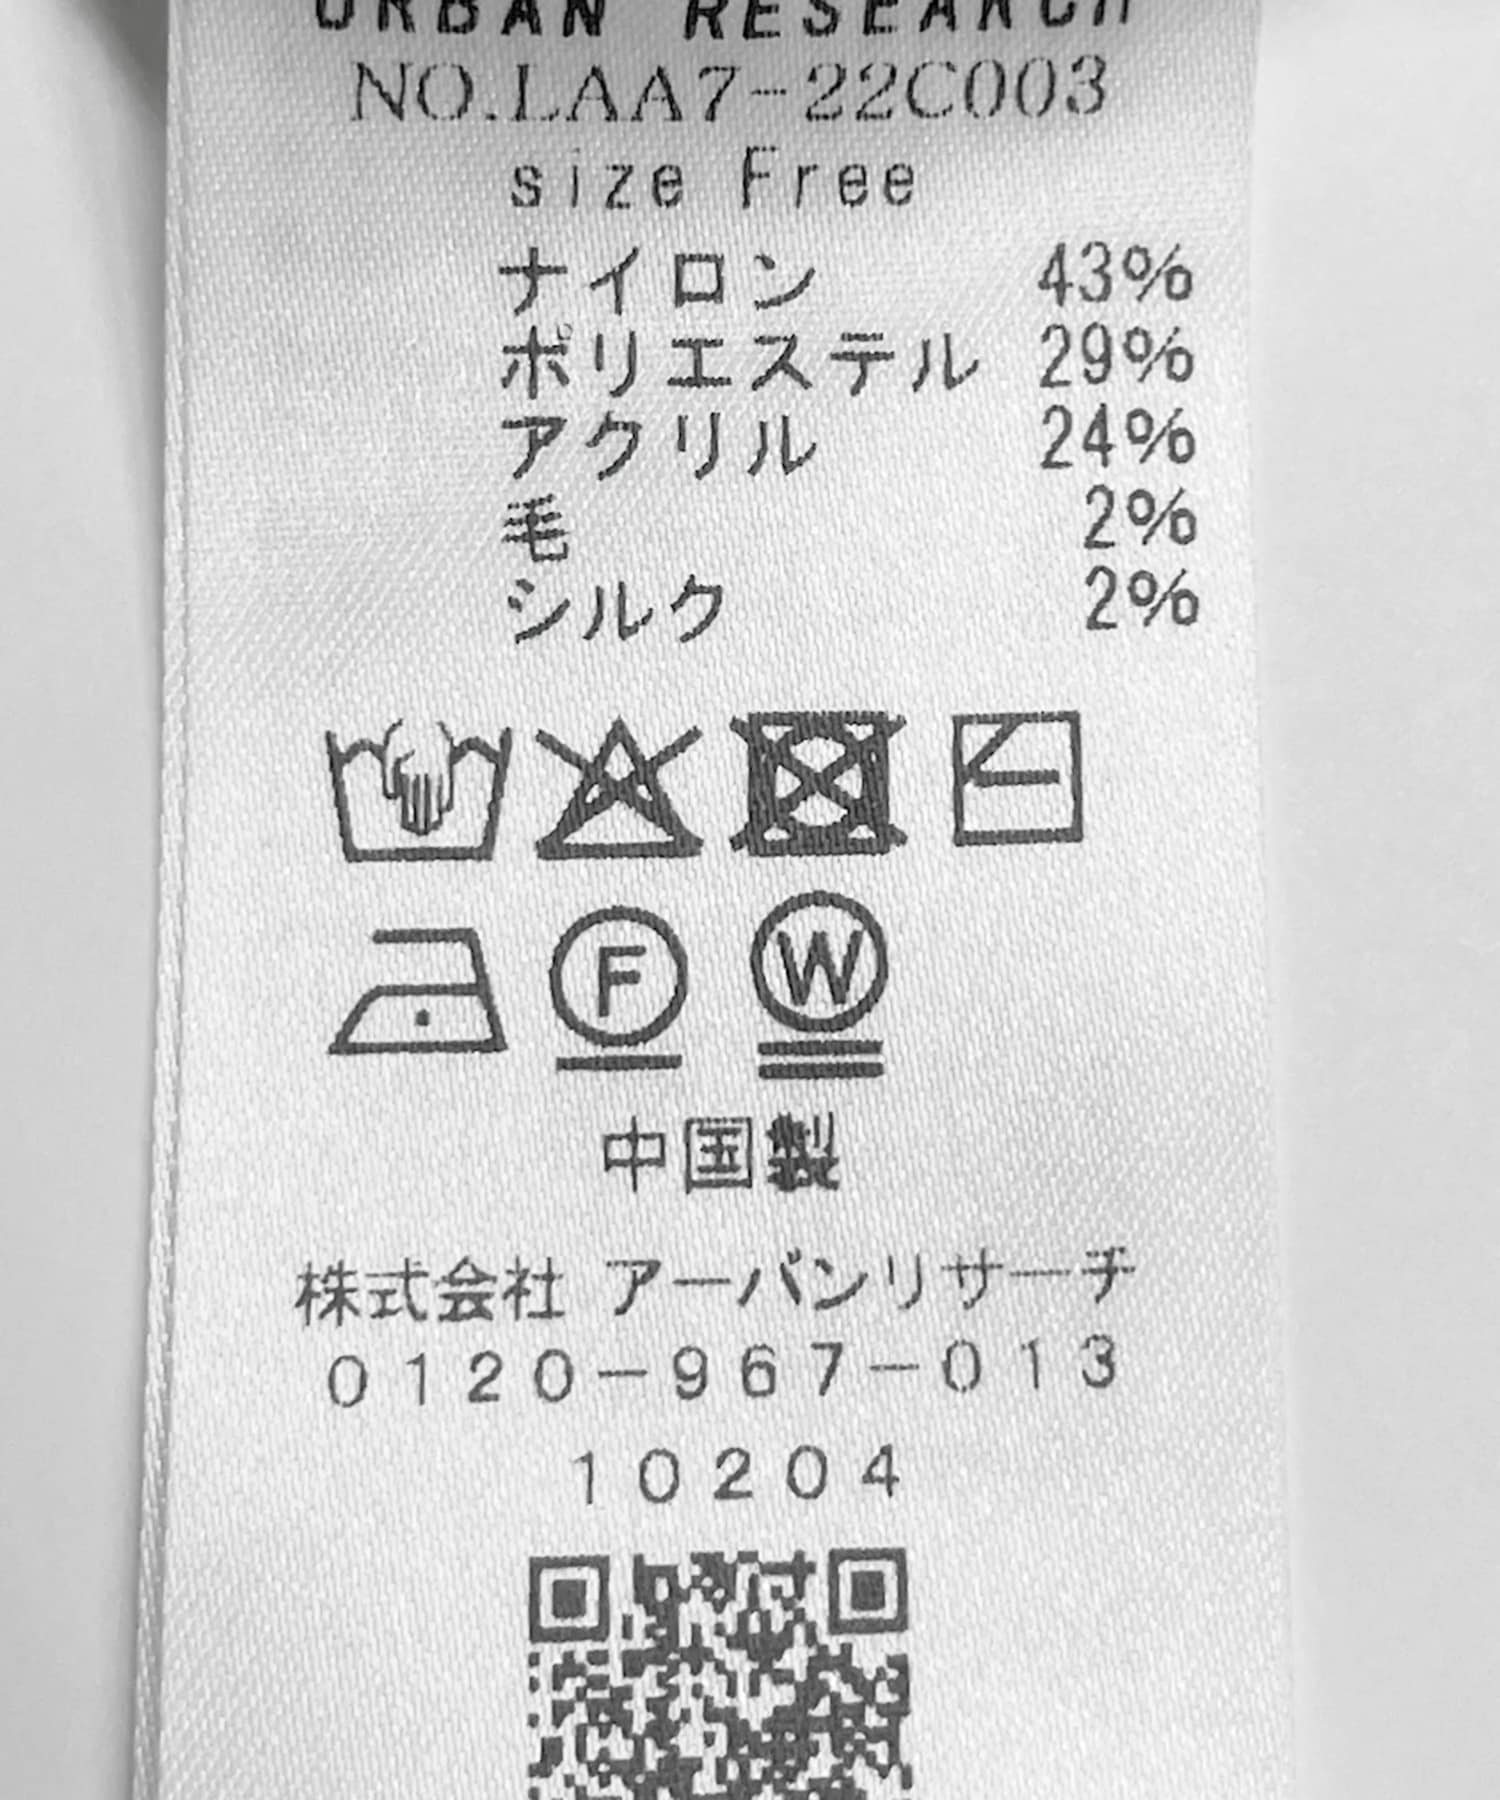 URBAN RESEARCH
NO.LAA7-22C003
size Free
ナイロン 43%
ポリエステル 29%
アクリル 24%
毛 2%
シルク 2%
F W
中国製
株式会社 アーバンリサーチ
0120-967-013
10204